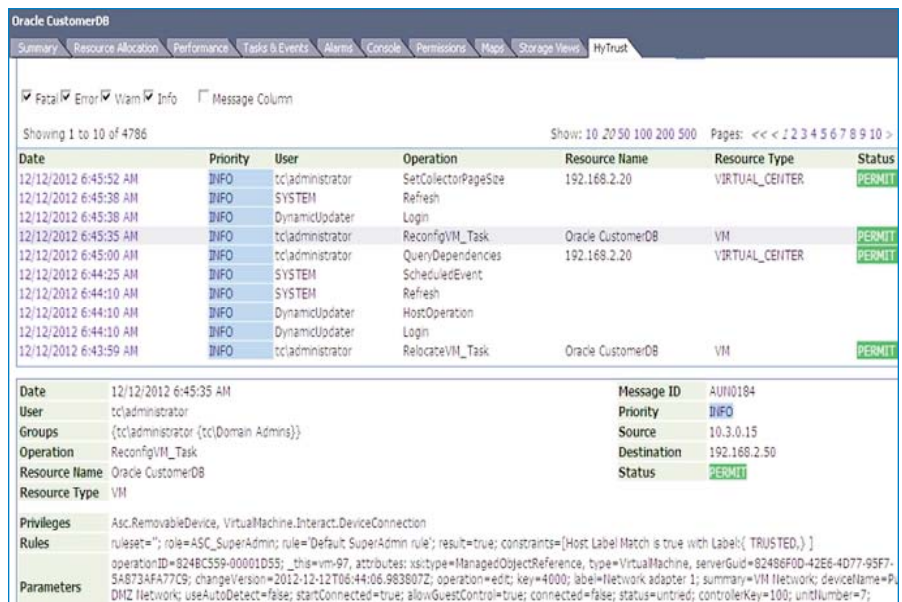 Oracle CustomerDB
Summary Resource Allocation Performance Tasks & Events Alarms Console Permissions Maps Storage Views HyTrust
Fatal Error Warn Info Message Column
Showing 1 to 10 of 4786 Show: 10 20 50 100 200 500 Pages: << < 1 2 3 4 5 6 7 8 9 10 >
Date Priority User Operation Resource Name Resource Type Status
12/12/2012 6:45:52 AM INFO tc\administrator SetCollectorPageSize 192.168.2.20 VIRTUAL_CENTER PERMIT
12/12/2012 6:45:38 AM INFO SYSTEM Refresh
12/12/2012 6:45:38 AM INFO DynamicUpdater Login
12/12/2012 6:45:35 AM INFO tc\administrator ReconfigVM_Task Oracle CustomerDB VM PERMIT
12/12/2012 6:45:00 AM INFO tc\administrator QueryDependencies 192.168.2.20 VIRTUAL_CENTER PERMIT
12/12/2012 6:44:25 AM INFO SYSTEM ScheduledEvent
12/12/2012 6:44:10 AM INFO SYSTEM Refresh
12/12/2012 6:44:10 AM INFO DynamicUpdater HostOperation
12/12/2012 6:44:10 AM INFO DynamicUpdater Login
12/12/2012 6:43:59 AM INFO tc\administrator RelocateVM_Task Oracle CustomerDB VM PERMIT
Date 12/12/2012 6:45:35 AM Message ID AUN0184
User tc\administrator Priority INFO
Groups {tc\administrator {tc\Domain Admins}} Source 10.3.0.15
Operation ReconfigVM_Task Destination 192.168.2.50
Resource Name Oracle CustomerDB Status PERMIT
Resource Type VM
Privileges Asc.RemovableDevice, VirtualMachine.Interact.DeviceConnection
Rules ruleset=''; role=ASC_SuperAdmin; rule='Default SuperAdmin rule'; result=true; constraints=[Host Label Match is true with Label:{ TRUSTED,} ]
operationID=824BC559-00001D55; _this=vm-97, attributes: xsi:type=ManagedObjectReference, type=VirtualMachine, serverGuid=82486F0D-42E6-4D77-95F7-
Parameters 5A873AFA77C9; changeVersion=2012-12-12T06:44:06.983807Z; operation=edit; key=4000; label=Network adapter 1; summary=VM Network; deviceName=Pu
DMZ Network; useAutoDetect=false; startConnected=true; allowGuestControl=true; connected=false; status=untried; controllerKey=100; unitNumber=7;